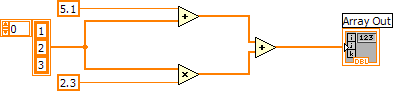 5.1
+
Array Out
0
1
2
3
+
i
j
k
123
DBL
×
2.3